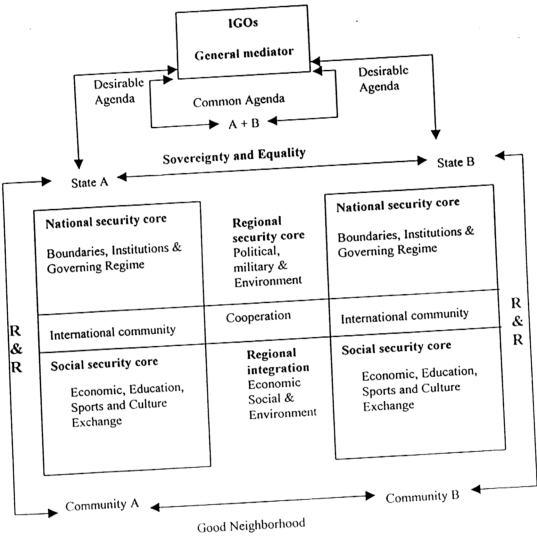 IGOs
General mediator
Desirable
Agenda
Desirable
Agenda
Common Agenda
A + B
Sovereignty and Equality
State A
State B
National security core
Boundaries, Institutions &
Governing Regime
Regional
security core
Political,
military &
Environment
National security core
Boundaries, Institutions &
Governing Regime
R
&
R
International community
Cooperation
International community
R
&
R
Social security core
Economic, Education,
Sports and Culture
Exchange
Regional
integration
Economic
Social &
Environment
Social security core
Economic, Education,
Sports and Culture
Exchange
Community A
Community B
Good Neighborhood